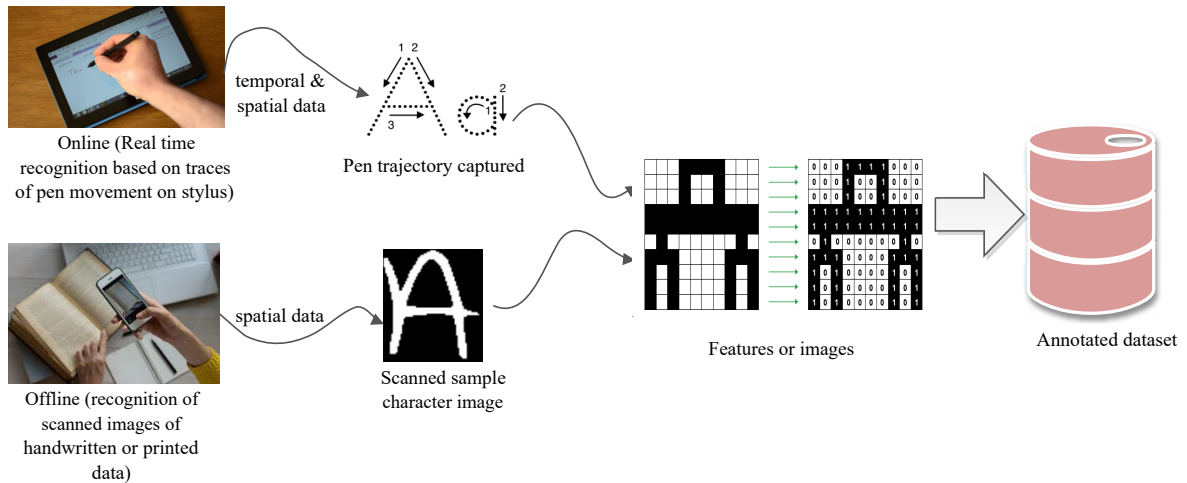 temporal &
spatial data
1 2
3
2
1
Online (Real time
recognition based on traces
of pen movement on stylus)
Pen trajectory captured
0 0 0 1 1 1 1 0 0 0
0 0 0 1 0 0 1 0 0 0
0 0 0 1 0 0 1 0 0 0
1 1 1 1 1 1 1 1 1 1
1 1 1 1 1 1 1 1 1 1
0 1 0 0 0 0 0 0 1 0
1 1 1 0 0 0 0 1 1 1
1 0 1 0 0 0 0 1 0 1
1 0 1 0 0 0 0 1 0 1
1 0 1 0 0 0 0 1 0 1
Features or images
Annotated dataset
spatial data
A
Scanned sample
character image
Offline (recognition of
scanned images of
handwritten or printed
data)